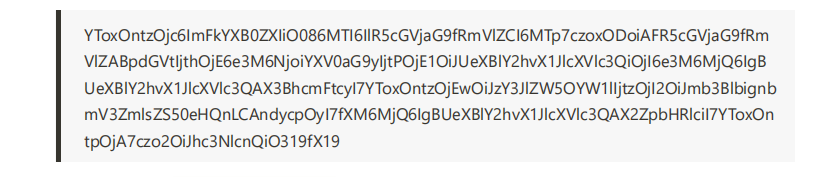 YToxOntzOjc6ImFkYXB0ZXIiO086MTI6IlR5cGVjaG9fRmVlZCI6MTp7czoxODoiAFR5cGVjaG9fRm
VlZABpdGVtIjthOjE6e3M6NjoiYXV0aG9yIjtPOjE1OiJUeXBlY2hvX1JlcXVlc3QiOjI6e3M6MjQ6IgB
UeXBlY2hvX1JlcXVlc3QAX3BhcmFtcyI7YToxOntzOjEwOiJzY3JlZW5OYW1lIjtzOjI2OiJmb3Blbignb
mV3ZmlsZS50eHQnLCAndycpOyI7fXM6MjQ6IgBUeXBlY2hvX1JlcXVlc3QAX2ZpbHRlciI7YToxOn
tpOjA7czo2OiJhc3NlcnQiO319fX19